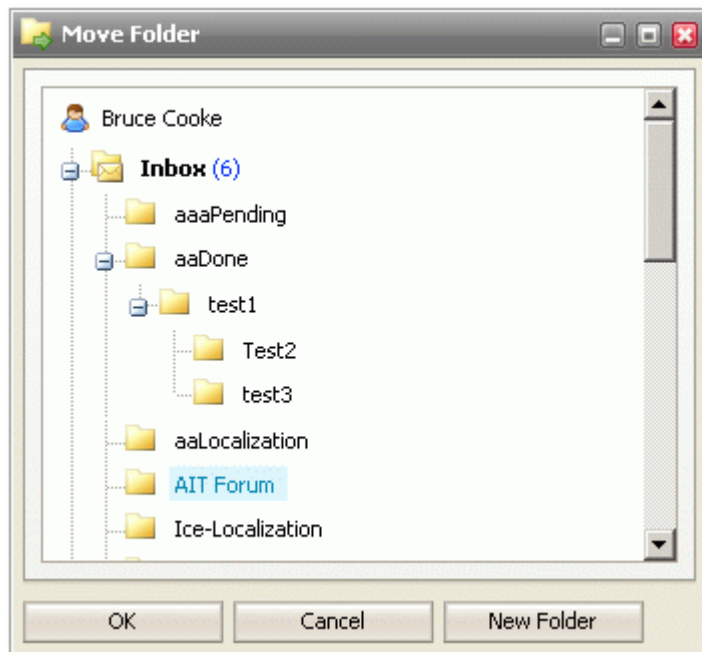 Move Folder
Bruce Cooke
Inbox (6)
aaaPending
aaDone
test1
Test2
test3
aaLocalization
AIT Forum
Ice-Localization
OK Cancel New Folder